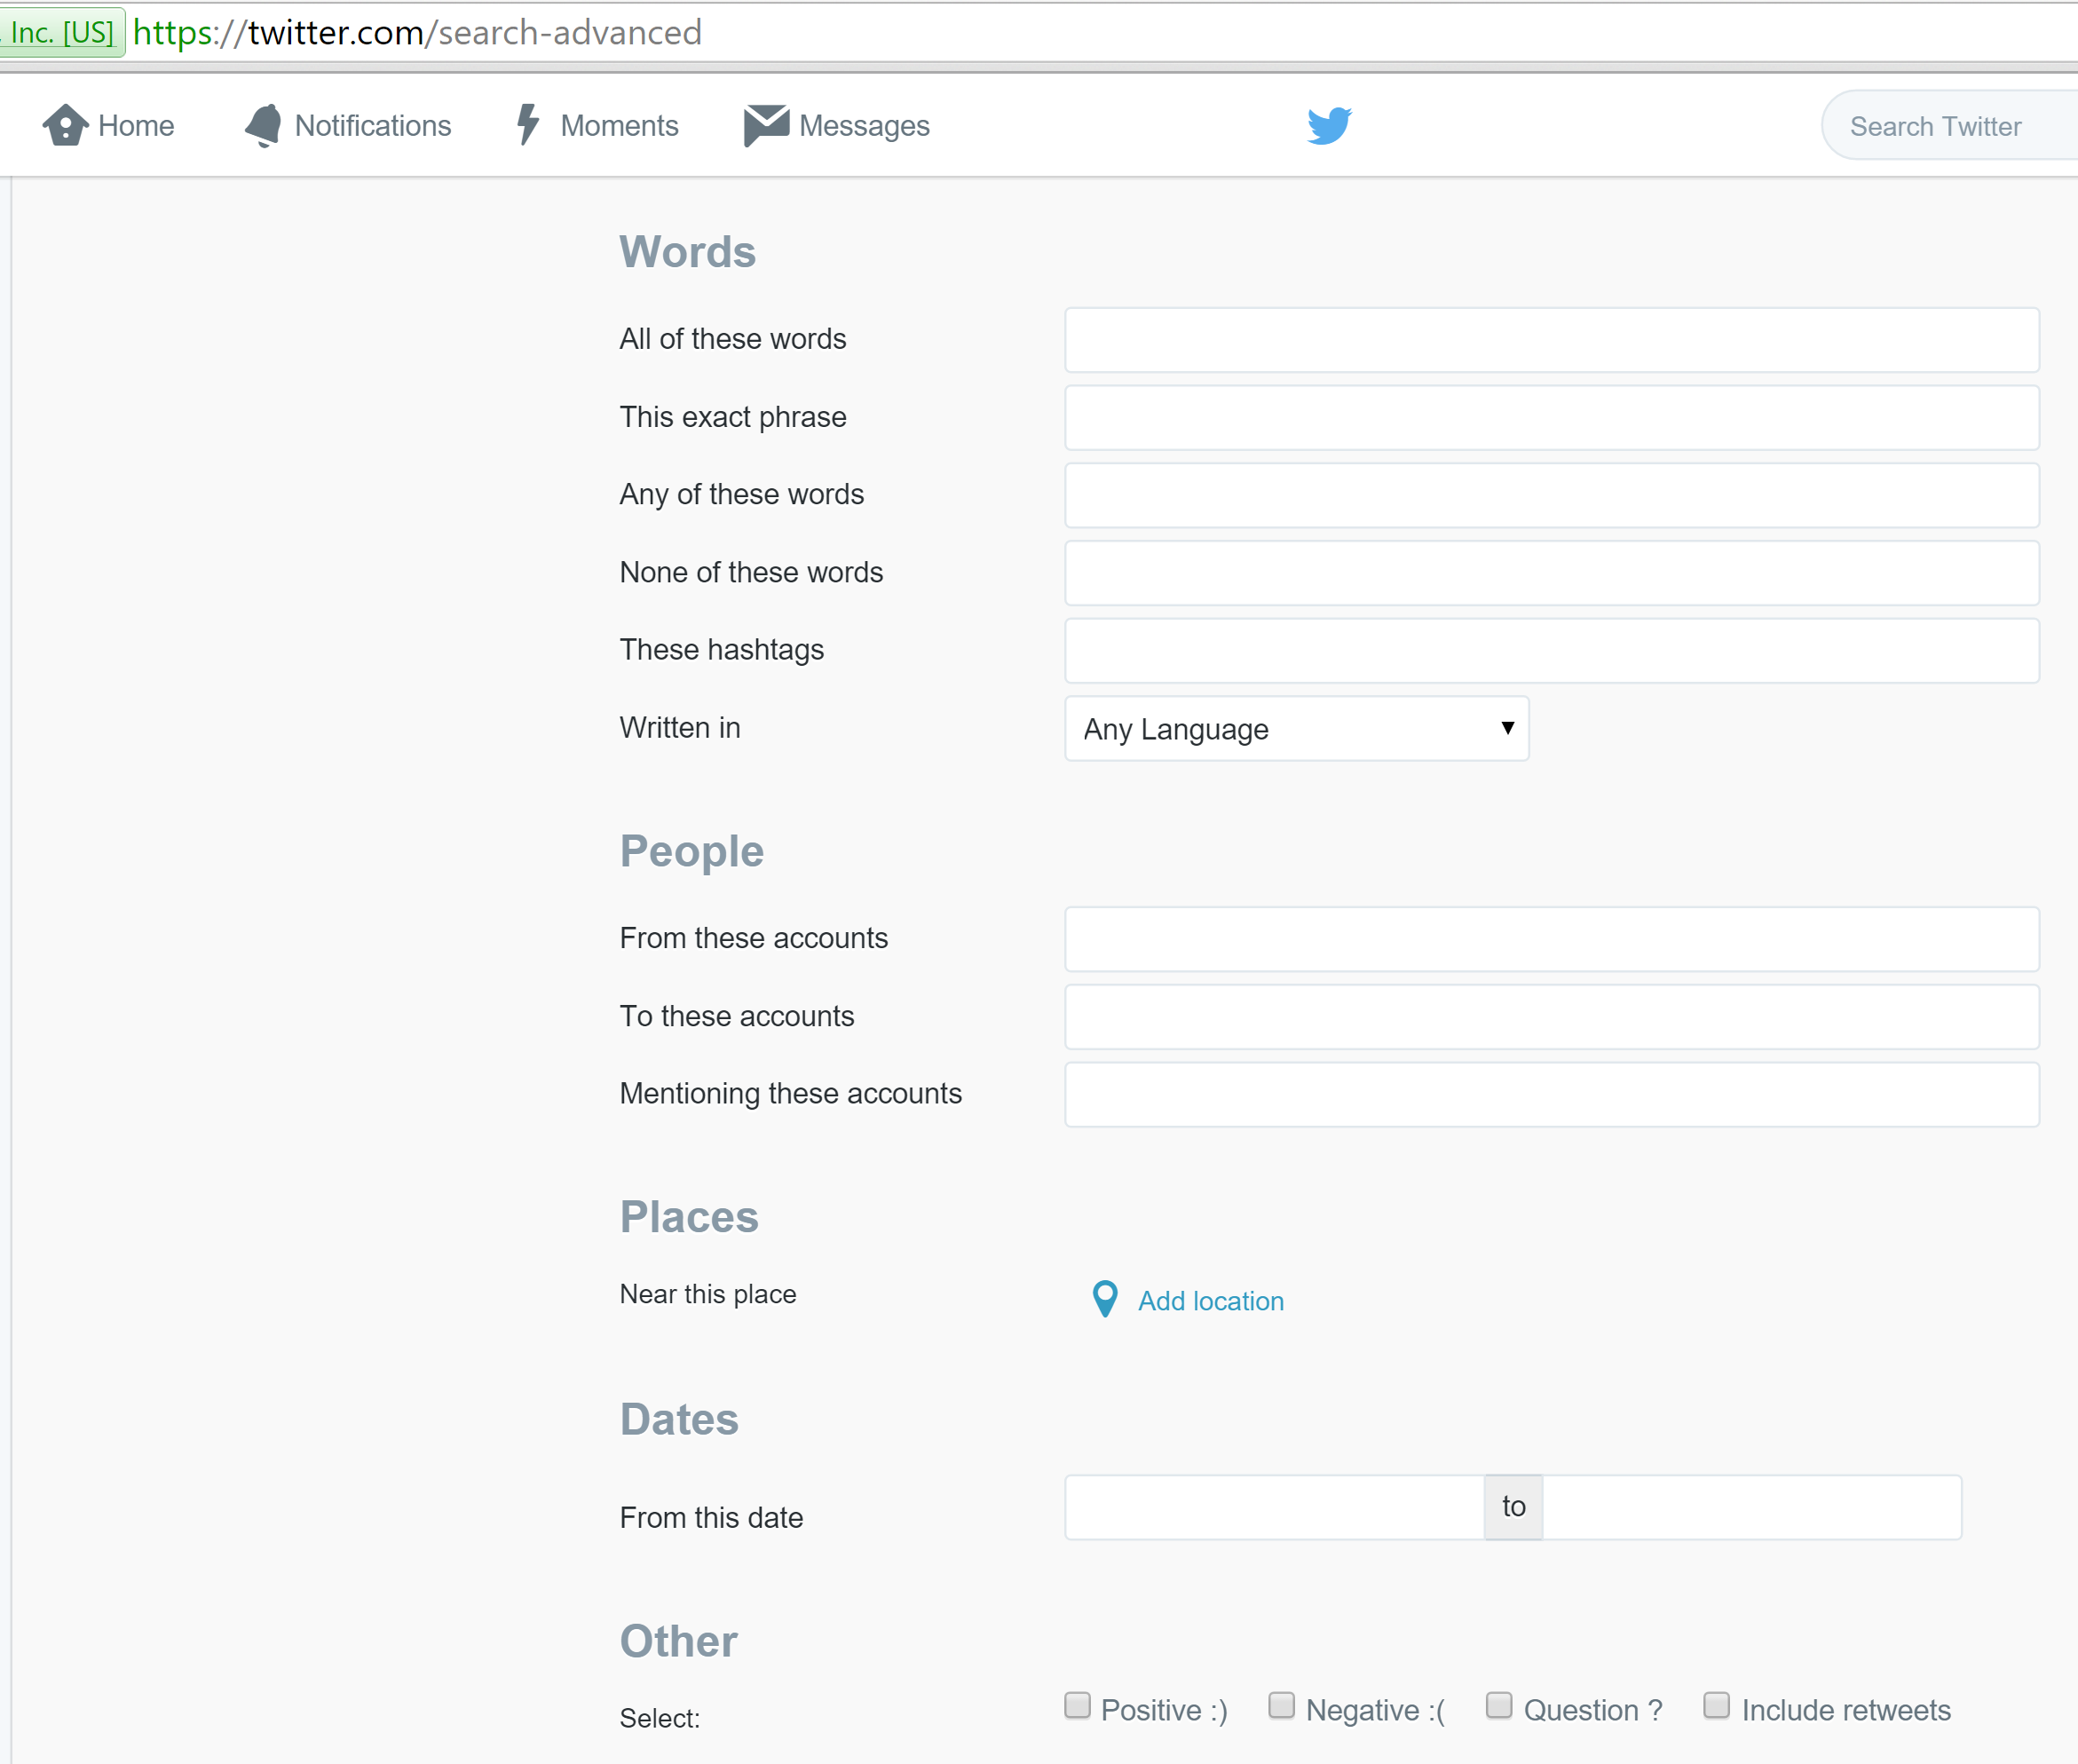 Inc. [US] https://twitter.com/search-advanced
Home Notifications Moments Messages Search Twitter
Words
All of these words
This exact phrase
Any of these words
None of these words
These hashtags
Written in Any Language
People
From these accounts
To these accounts
Mentioning these accounts
Places
Near this place Add location
Dates
From this date to
Other
Select: Positive :) Negative :( Question ? Include retweets